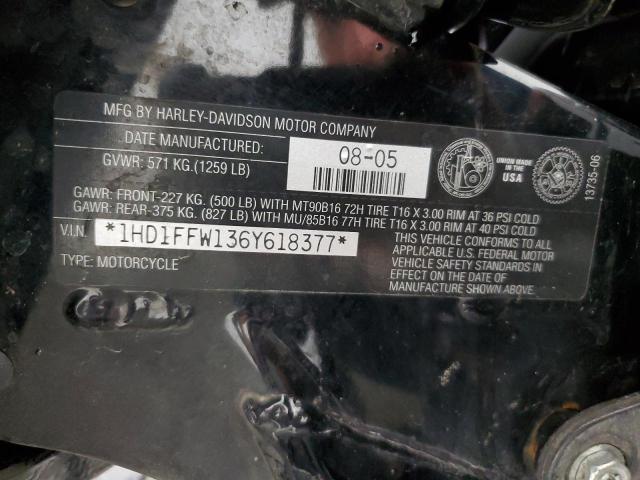 MFG BY HARLEY-DAVIDSON MOTOR COMPANY
DATE MANUFACTURED: 08-05
GVWR: 571 KG.(1259 LB)
UNION MADE IN THE USA
13735-06
GAWR: FRONT-227 KG. (500 LB) WITH MT90B16 72H TIRE T16 X 3.00 RIM AT 36 PSI COLD
GAWR: REAR-375 KG. (827 LB) WITH MU/85B16 77H TIRE T16 X 3.00 RIM AT 40 PSI COLD
V.I.N. *1HD1FFW136Y618377*
TYPE: MOTORCYCLE
THIS VEHICLE CONFORMS TO ALL
APPLICABLE U.S. FEDERAL MOTOR
VEHICLE SAFETY STANDARDS IN
EFFECT ON THE DATE OF
MANUFACTURE SHOWN ABOVE.